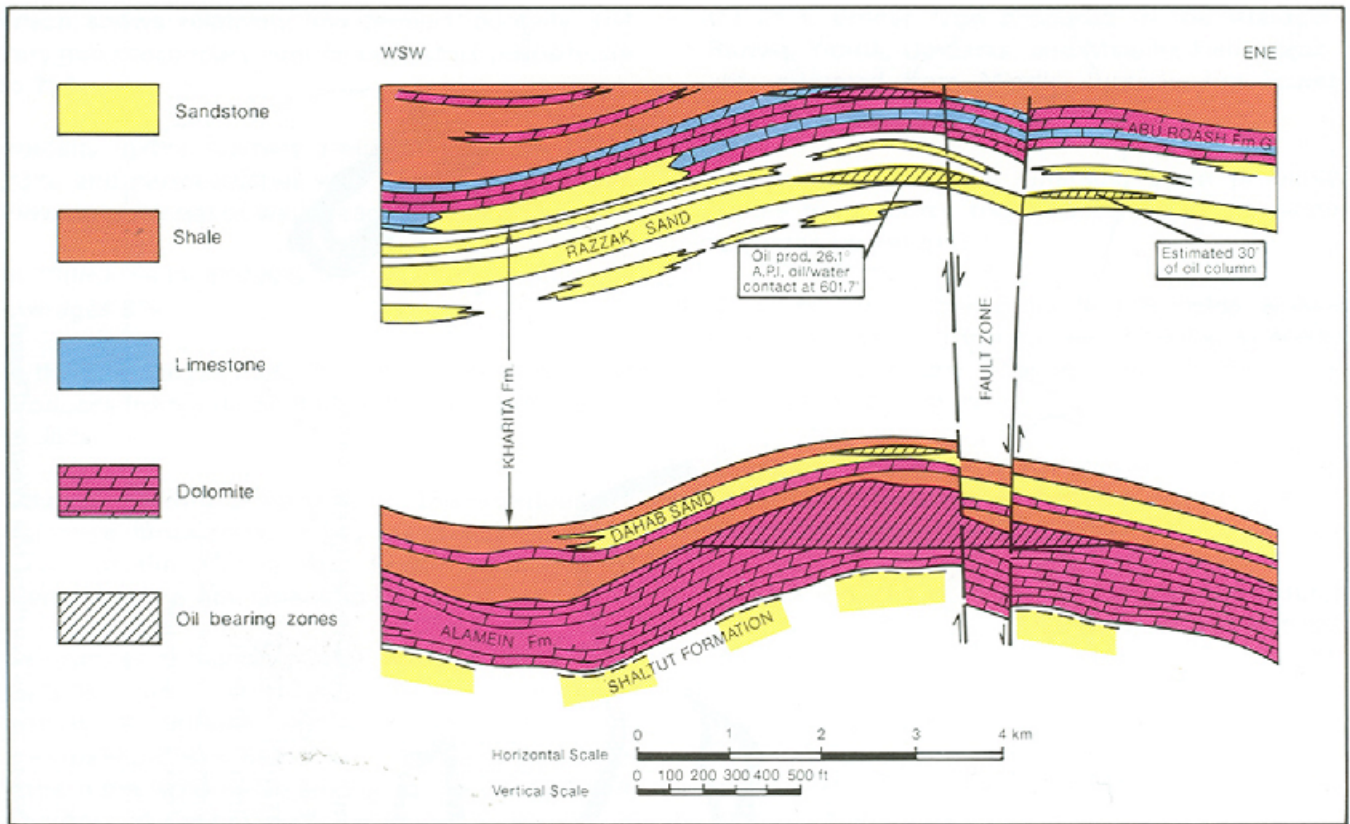 WSW
ENE
Sandstone
Shale
Limestone
Dolomite
Oil bearing zones
ABU ROASH Fm G
RAZZAK SAND
Oil prod. 26.1°
A.P.I. oil/water
contact at 601.7'
Estimated 30'
of oil column
FAULT ZONE
KHARITA Fm.
DAHAB SAND
ALAMEIN Fm
SHALTUT FORMATION
Horizontal Scale
0 1 2 3 4 km
Vertical Scale
0 100 200 300 400 500 ft